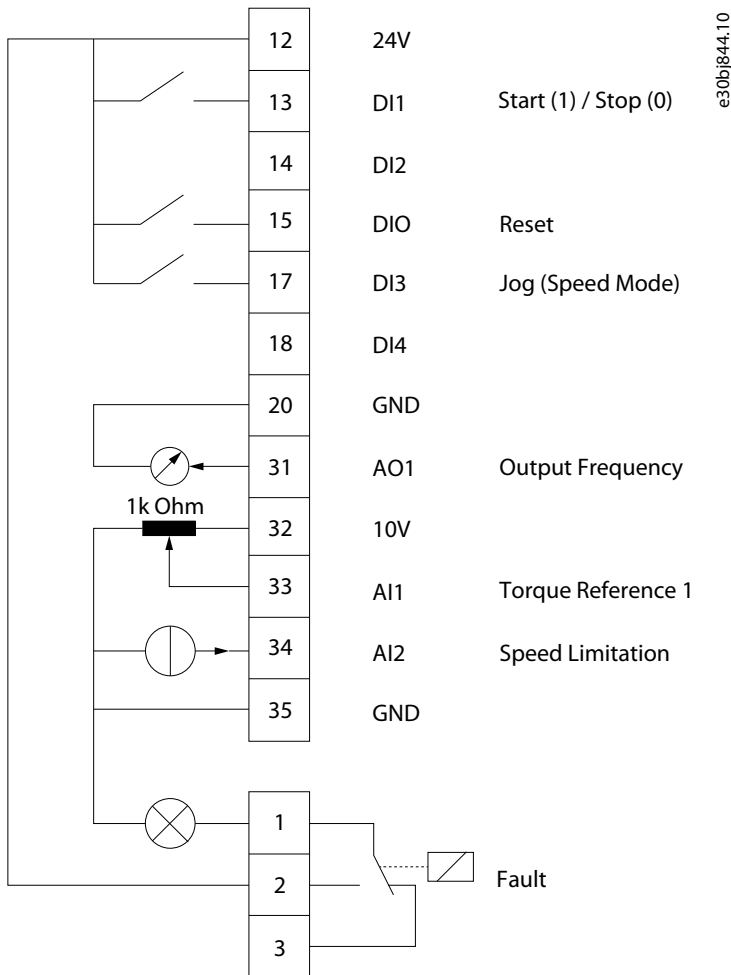 12 24V
13 DI1 Start (1) / Stop (0)
14 DI2
15 DIO Reset
17 DI3 Jog (Speed Mode)
18 DI4
20 GND
31 AO1 Output Frequency
1k Ohm
32 10V
33 AI1 Torque Reference 1
34 AI2 Speed Limitation
35 GND
1
2 Fault
3
e30bj844.10